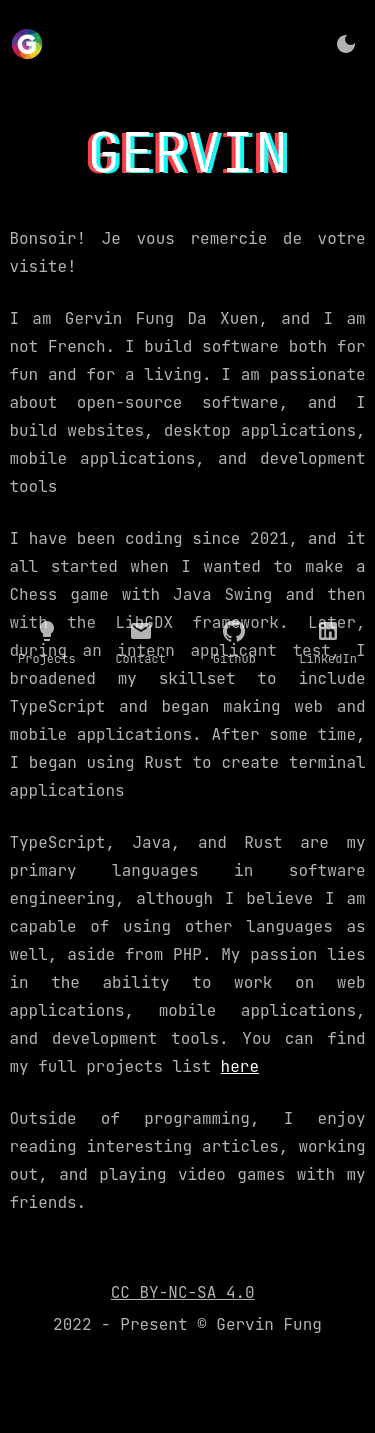 G
GERVIN
Bonsoir! Je vous remercie de votre
visite!
I am Gervin Fung Da Xuen, and I am
not French. I build software both for
fun and for a living. I am passionate
about open-source software, and I
build websites, desktop applications,
mobile applications, and development
tools
I have been coding since 2021, and it
all started when I wanted to make a
Chess game with Java Swing and then
with the LibGDX framework. Later,
during an intern applicant test, I
Projects Contact GitHub LinkedIn
broadened my skillset to include
TypeScript and began making web and
mobile applications. After some time,
I began using Rust to create terminal
applications
TypeScript, Java, and Rust are my
primary languages in software
engineering, although I believe I am
capable of using other languages as
well, aside from PHP. My passion lies
in the ability to work on web
applications, mobile applications,
and development tools. You can find
my full projects list here
Outside of programming, I enjoy
reading interesting articles, working
out, and playing video games with my
friends.
CC BY-NC-SA 4.0
2022 - Present © Gervin Fung